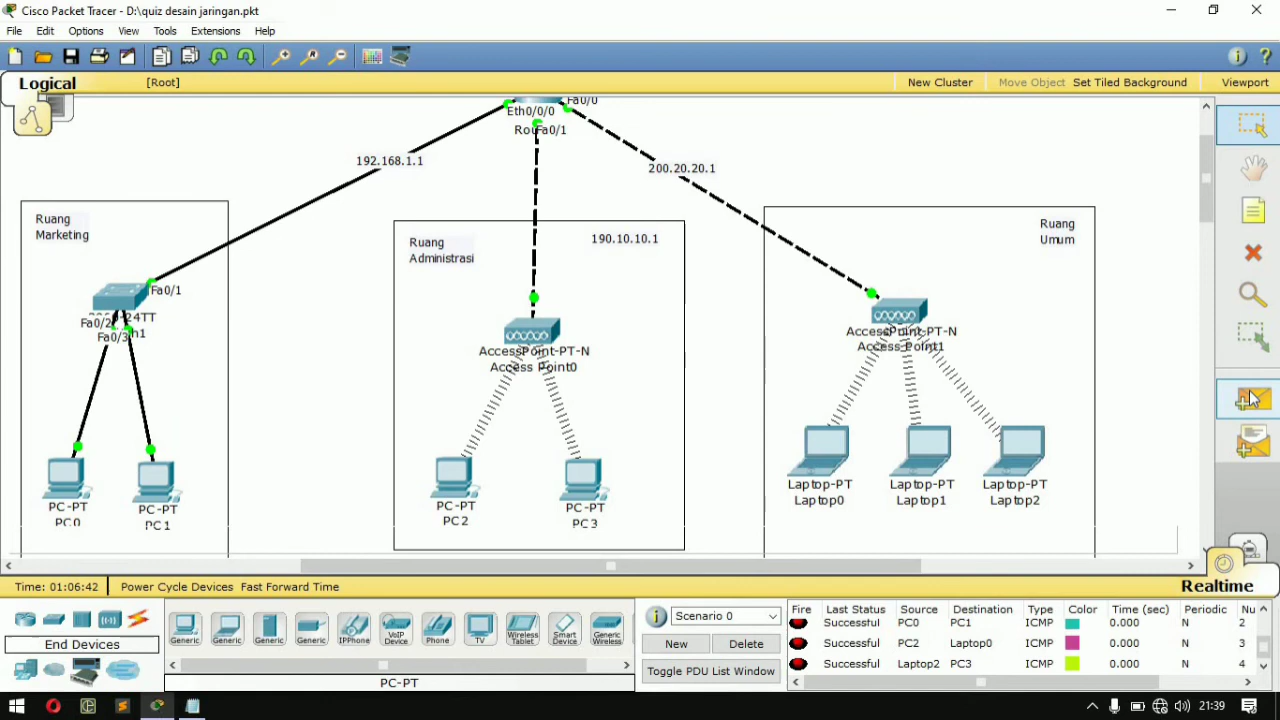 Cisco Packet Tracer - D:\quiz desain jaringan.pkt
File Edit Options View Tools Extensions Help
Logical [Root] New Cluster Move Object Set Tiled Background Viewport
Fa0/0
Eth0/0/0
Fa0/1
192.168.1.1
200.20.20.1
Ruang
Marketing
Ruang
Administrasi
190.10.10.1
Ruang
Umum
Fa0/1
Fa0/2
Fa0/3
AccessPoint-PT-N
Access Point0
AccessPoint-PT-N
Access Point1
PC-PT
PC0
PC-PT
PC1
PC-PT
PC2
PC-PT
PC3
Laptop-PT
Laptop0
Laptop-PT
Laptop1
Laptop-PT
Laptop2
Time: 01:06:42 Power Cycle Devices Fast Forward Time Realtime
End Devices
Generic Generic Generic Generic IPPhone VoIP Device Phone TV Wireless Tablet Smart Device Generic Wireless
PC-PT
Scenario 0
New Delete
Toggle PDU List Window
Fire Last Status Source Destination Type Color Time (sec) Periodic Nu
Successful PC0 PC1 ICMP 0.000 N 2
Successful PC2 Laptop0 ICMP 0.000 N 3
Successful Laptop2 PC3 ICMP 0.000 N 4
21:39